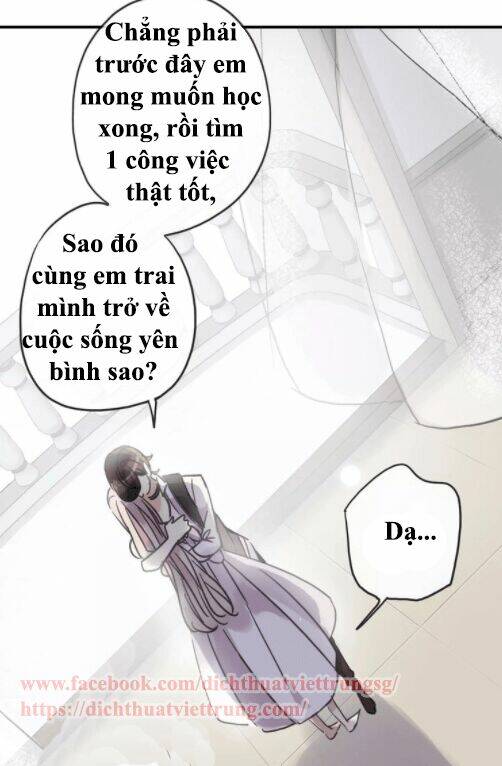 Chẳng phải
trước đây em
mong muốn học
xong, rồi tìm
1 công việc
thật tốt,
Sao đó
cùng em trai
mình trở về
cuộc sống yên
bình sao?
Dạ...
www.facebook.com/dichthuatviettrungsg/
https://dichthuatviettrung.com/